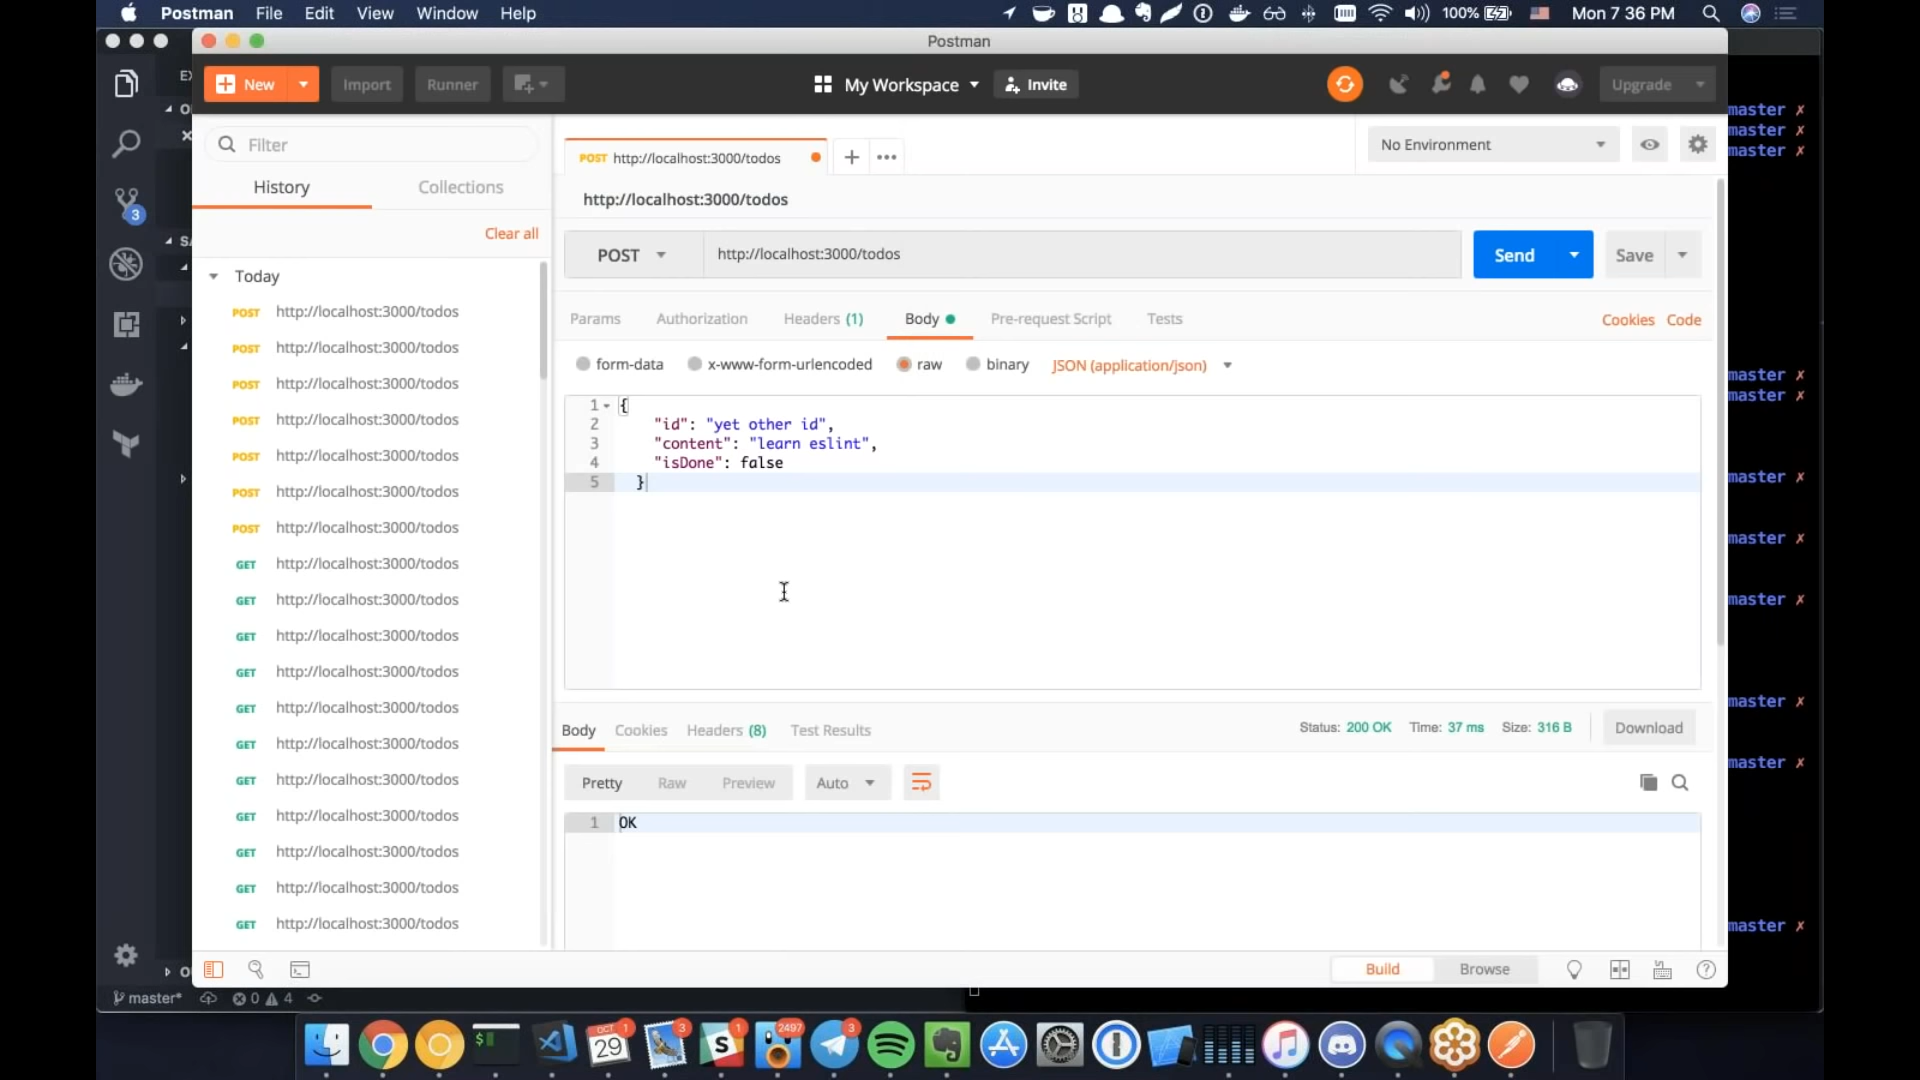 Postman File Edit View Window Help 100% Mon 7 36 PM
Postman
New Import Runner My Workspace Invite Upgrade
Filter
History Collections
Clear all
Today
POST http://localhost:3000/todos
POST http://localhost:3000/todos
POST http://localhost:3000/todos
POST http://localhost:3000/todos
POST http://localhost:3000/todos
POST http://localhost:3000/todos
POST http://localhost:3000/todos
GET http://localhost:3000/todos
GET http://localhost:3000/todos
GET http://localhost:3000/todos
GET http://localhost:3000/todos
GET http://localhost:3000/todos
GET http://localhost:3000/todos
GET http://localhost:3000/todos
GET http://localhost:3000/todos
GET http://localhost:3000/todos
GET http://localhost:3000/todos
GET http://localhost:3000/todos
POST http://localhost:3000/todos
No Environment
http://localhost:3000/todos
POST http://localhost:3000/todos Send Save
Params Authorization Headers (1) Body Pre-request Script Tests Cookies Code
form-data x-www-form-urlencoded raw binary JSON (application/json)
1 {
2 "id": "yet other id",
3 "content": "learn eslint",
4 "isDone": false
5 }
Body Cookies Headers (8) Test Results Status: 200 OK Time: 37 ms Size: 316 B Download
Pretty Raw Preview Auto
1 OK
Build Browse
master* 0 4
3
master ✗
master ✗
master ✗
master ✗
master ✗
master ✗
master ✗
master ✗
master ✗
master ✗
master ✗
OCT 29 1 3 1 2497 3